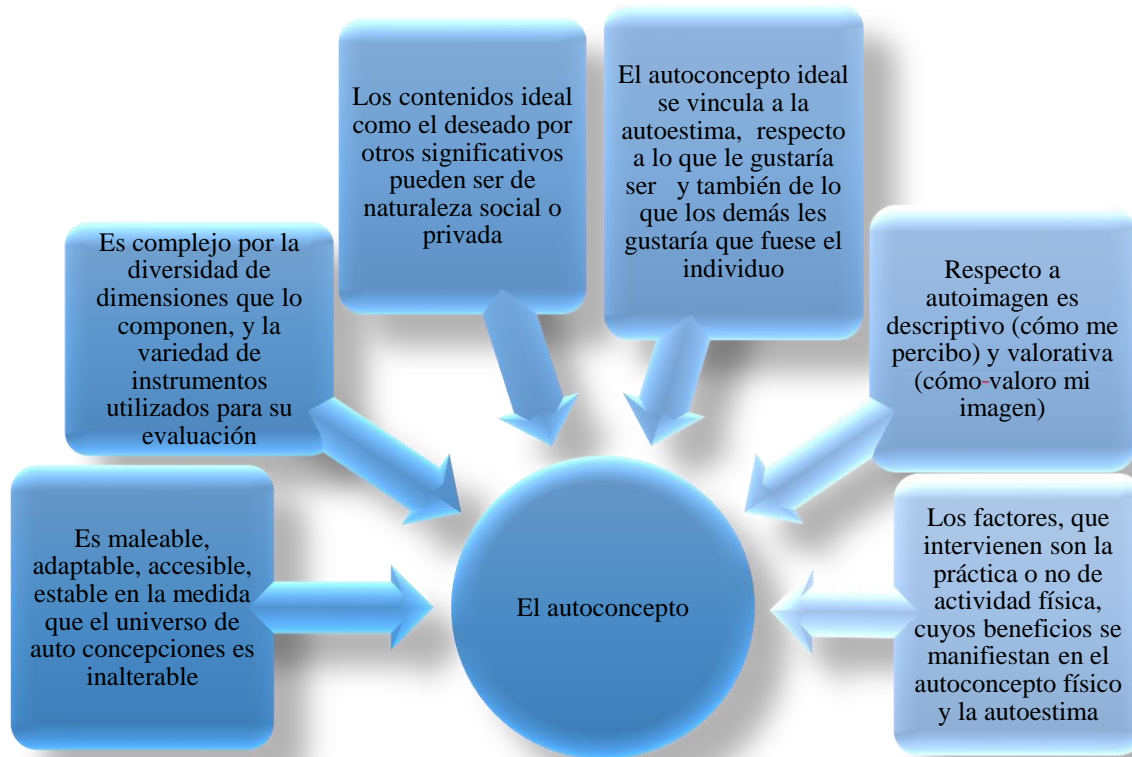 Es maleable,
adaptable, accesible,
estable en la medida
que el universo de
auto concepciones es
inalterable
Es complejo por la
diversidad de
dimensiones que lo
componen, y la
variedad de
instrumentos
utilizados para su
evaluación
Los contenidos ideal
como el deseado por
otros significativos
pueden ser de
naturaleza social o
privada
El autoconcepto ideal
se vincula a la
autoestima, respecto
a lo que le gustaría
ser y también de lo
que los demás les
gustaría que fuese el
individuo
Respecto a
autoimagen es
descriptivo (cómo me
percibo) y valorativa
(cómo-valoro mi
imagen)
Los factores, que
intervienen son la
práctica o no de
actividad física,
cuyos beneficios se
manifiestan en el
autoconcepto físico
y la autoestima
El autoconcepto